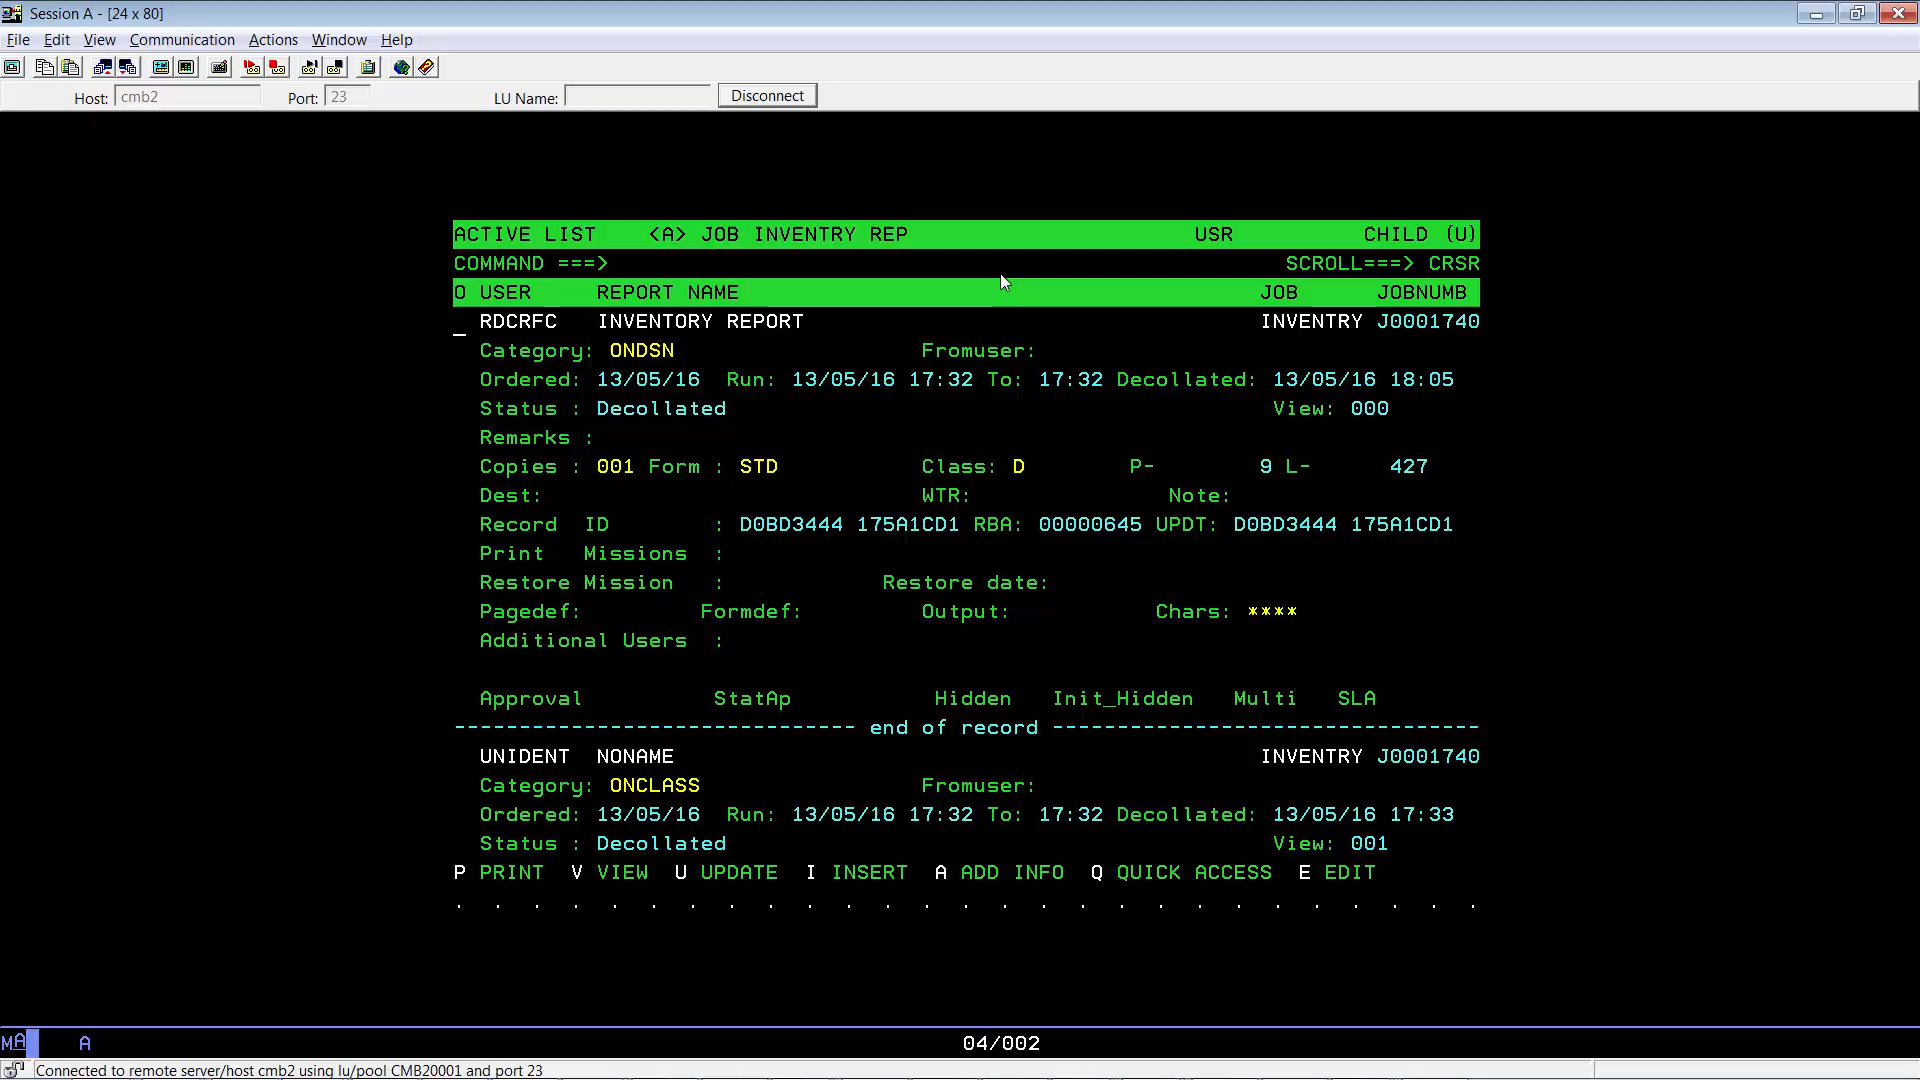 Session A - [24 x 80]
File Edit View Communication Actions Window Help
Host: cmb2 Port: 23 LU Name: Disconnect
ACTIVE LIST <A> JOB INVENTRY REP USR CHILD (U)
COMMAND ===> SCROLL===> CRSR
O USER REPORT NAME JOB JOBNUMB
_ RDCRFC INVENTORY REPORT INVENTRY J0001740
Category: ONDSN Fromuser:
Ordered: 13/05/16 Run: 13/05/16 17:32 To: 17:32 Decollated: 13/05/16 18:05
Status : Decollated View: 000
Remarks :
Copies : 001 Form : STD Class: D P- 9 L- 427
Dest: WTR: Note:
Record ID : D0BD3444 175A1CD1 RBA: 00000645 UPDT: D0BD3444 175A1CD1
Print Missions :
Restore Mission : Restore date:
Pagedef: Formdef: Output: Chars: ****
Additional Users :
Approval StatAp Hidden Init_Hidden Multi SLA
------------------------------- end of record ---------------------------------
UNIDENT NONAME INVENTRY J0001740
Category: ONCLASS Fromuser:
Ordered: 13/05/16 Run: 13/05/16 17:32 To: 17:32 Decollated: 13/05/16 17:33
Status : Decollated View: 001
P PRINT V VIEW U UPDATE I INSERT A ADD INFO Q QUICK ACCESS E EDIT
. . . . . . . . . . . . . . . . . . . . . . . . . . .
MA A 04/002
Connected to remote server/host cmb2 using lu/pool CMB20001 and port 23